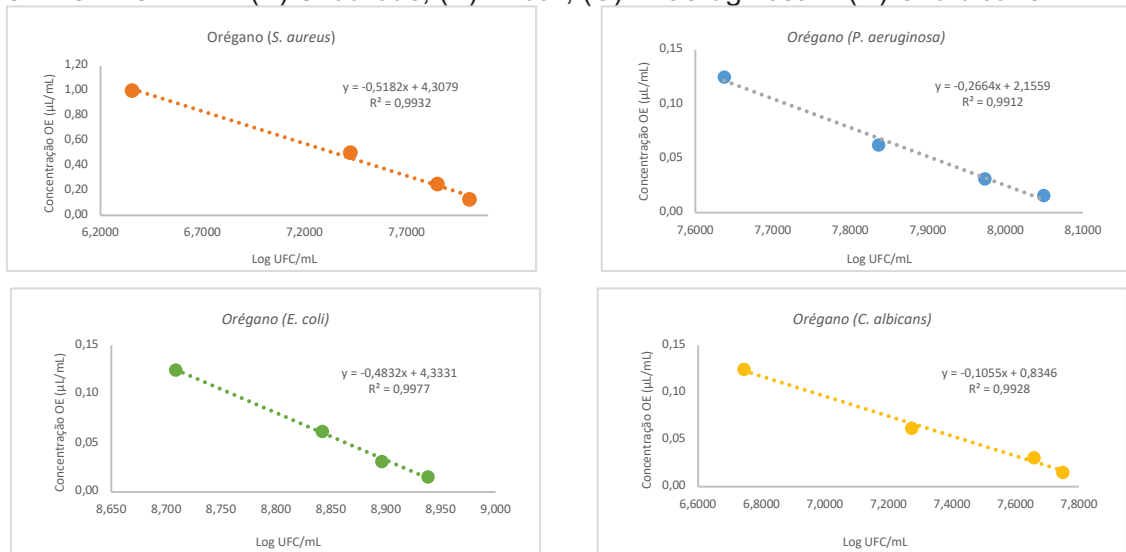 Orégano (S. aureus)
Concentração OE (µL/mL)
1,20
1,00
0,80
0,60
0,40
0,20
0,00
y = -0,5182x + 4,3079
R² = 0,9932
6,2000 6,7000 7,2000 7,7000
Log UFC/mL
Orégano (P. aeruginosa)
Concentração OE (µL/mL)
0,15
0,10
0,05
0,00
y = -0,2664x + 2,1559
R² = 0,9912
7,6000 7,7000 7,8000 7,9000 8,0000 8,1000
Log UFC/mL
Orégano (E. coli)
Concentração OE (µL/mL)
0,15
0,10
0,05
0,00
y = -0,4832x + 4,3331
R² = 0,9977
8,650 8,700 8,750 8,800 8,850 8,900 8,950 9,000
Log UFC/mL
Orégano (C. albicans)
Concentração OE (µL/mL)
0,15
0,10
0,05
0,00
y = -0,1055x + 0,8346
R² = 0,9928
6,6000 6,8000 7,0000 7,2000 7,4000 7,6000 7,8000
Log UFC/mL